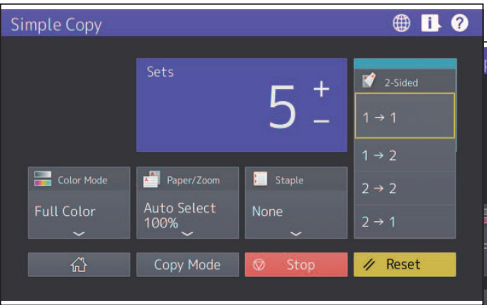 Simple Copy
Sets
5
+
−
2-Sided
1 → 1
1 → 2
2 → 2
2 → 1
Color Mode
Full Color
Paper/Zoom
Auto Select
100%
Staple
None
Copy Mode
Stop
Reset